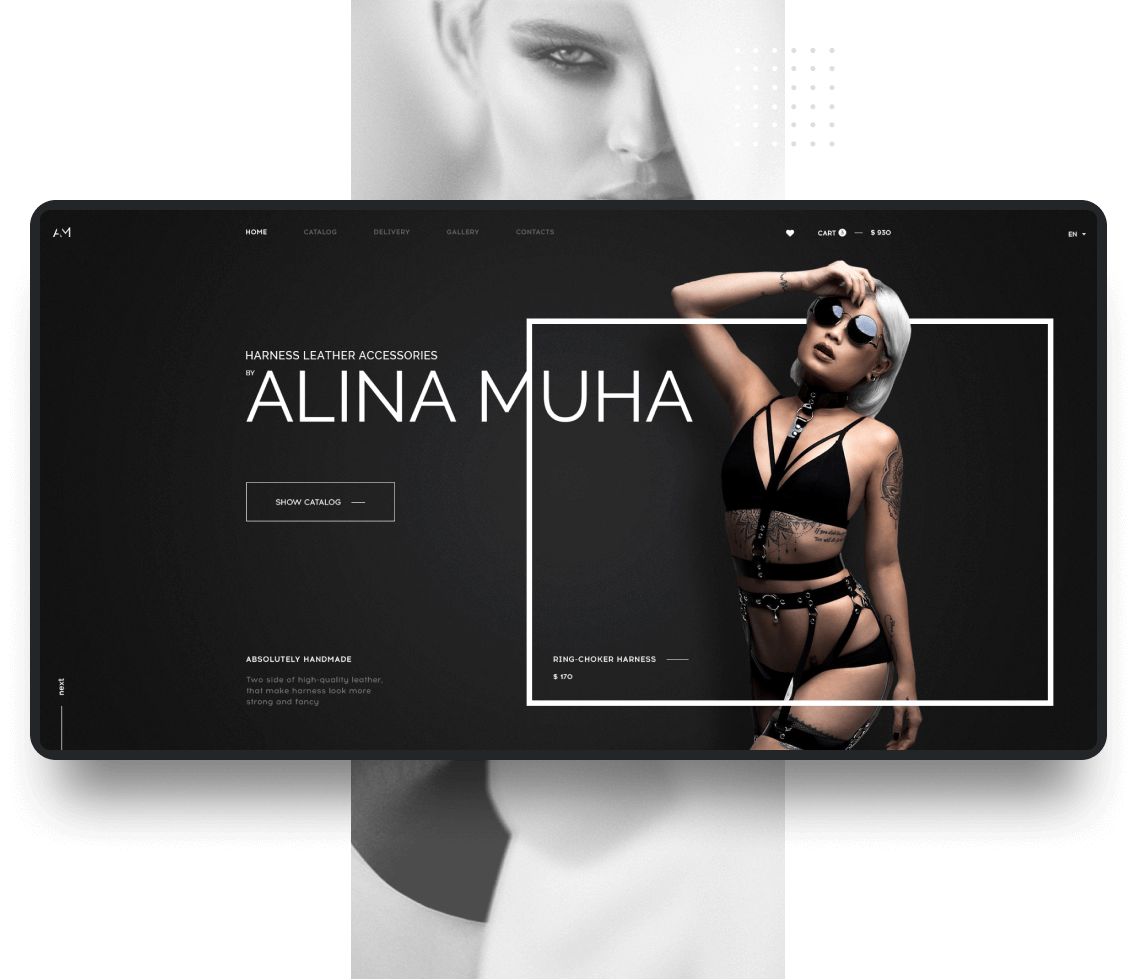 AM
HOME CATALOG DELIVERY GALLERY CONTACTS
CART
$ 930
EN
HARNESS LEATHER ACCESSORIES
BY
ALINA MUHA
SHOW CATALOG
ABSOLUTELY HANDMADE
Two side of high-quality leather,
that make harness look more
strong and fancy
RING-CHOKER HARNESS
$ 170
next